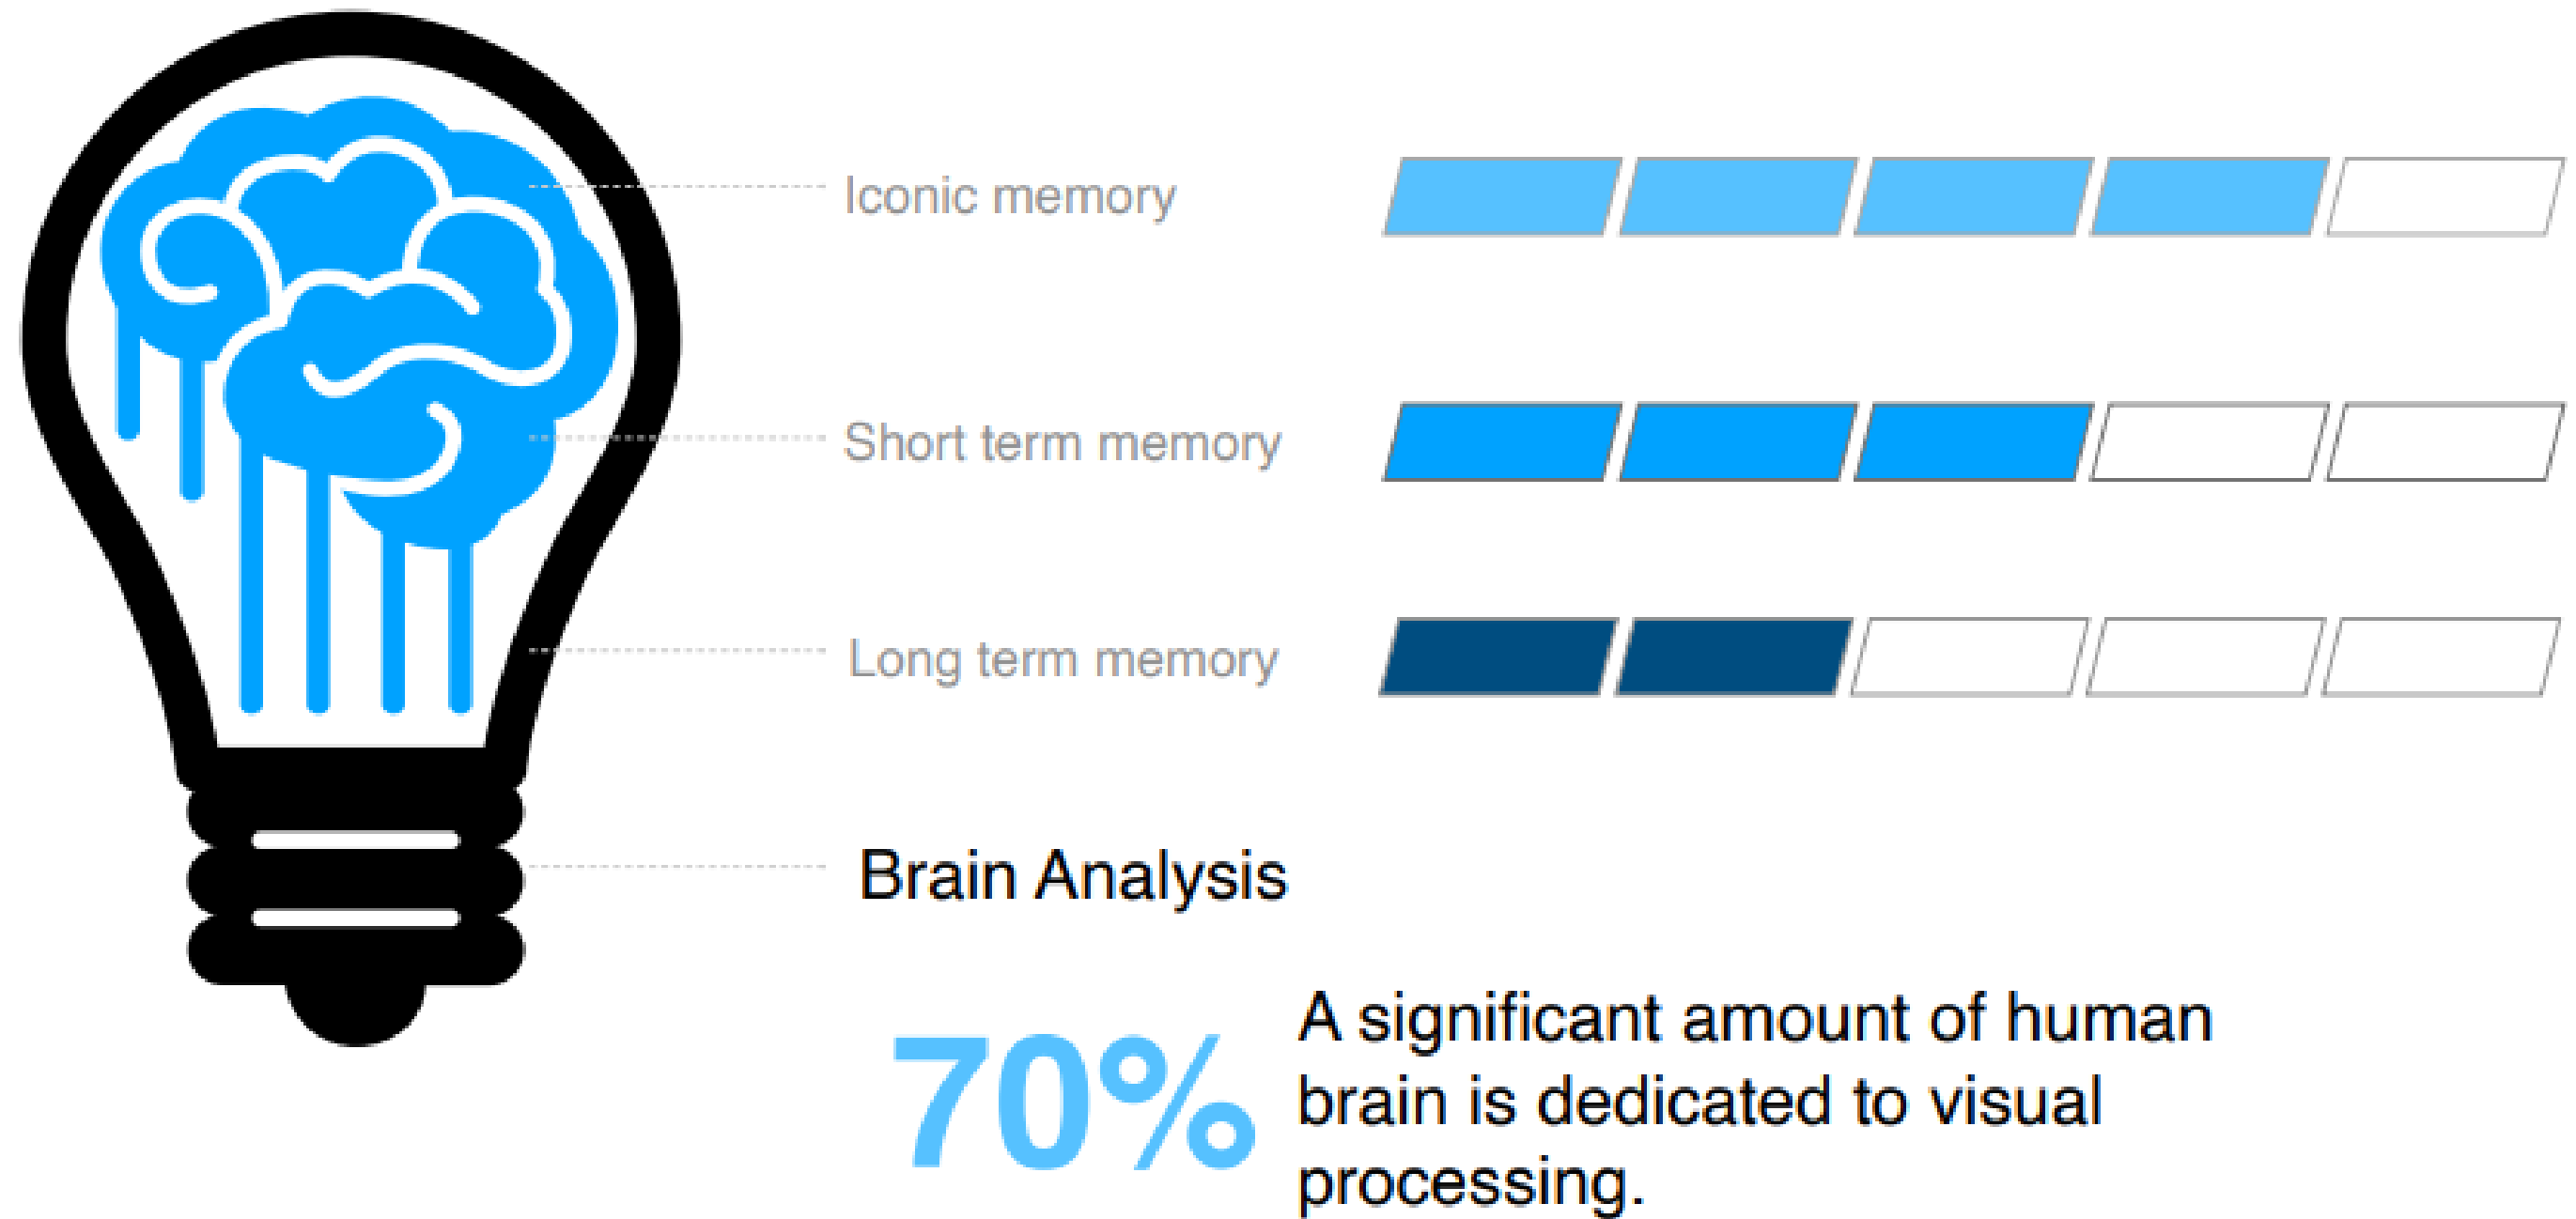 Iconic memory
Short term memory
Long term memory
Brain Analysis
70%
A significant amount of human
brain is dedicated to visual
processing.